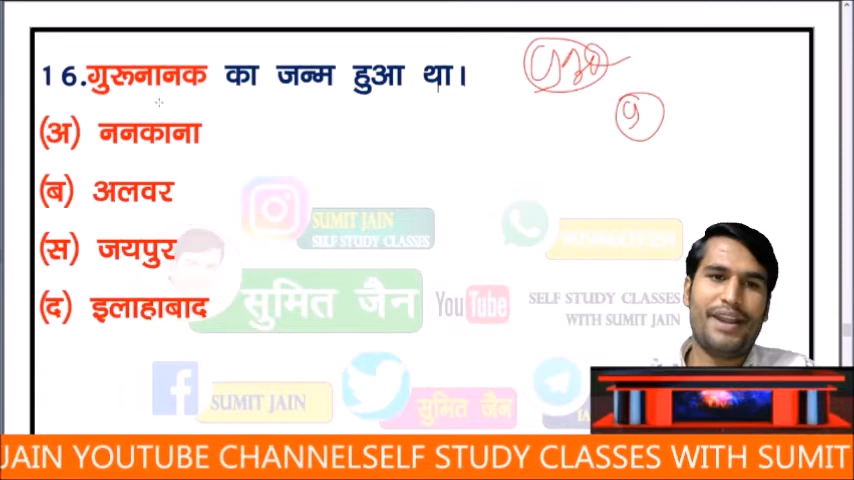 16.गुरूनानक का जन्म हुआ था।
(अ) ननकाना
(ब) अलवर
(स) जयपुर
(द) इलाहाबाद
SUMIT JAIN
SELF STUDY CLASSES
सुमित जैन
YouTube
SELF STUDY CLASSES
WITH SUMIT JAIN
SUMIT JAIN
सुमित जैन
JAIN YOUTUBE CHANNELSELF STUDY CLASSES WITH SUMIT